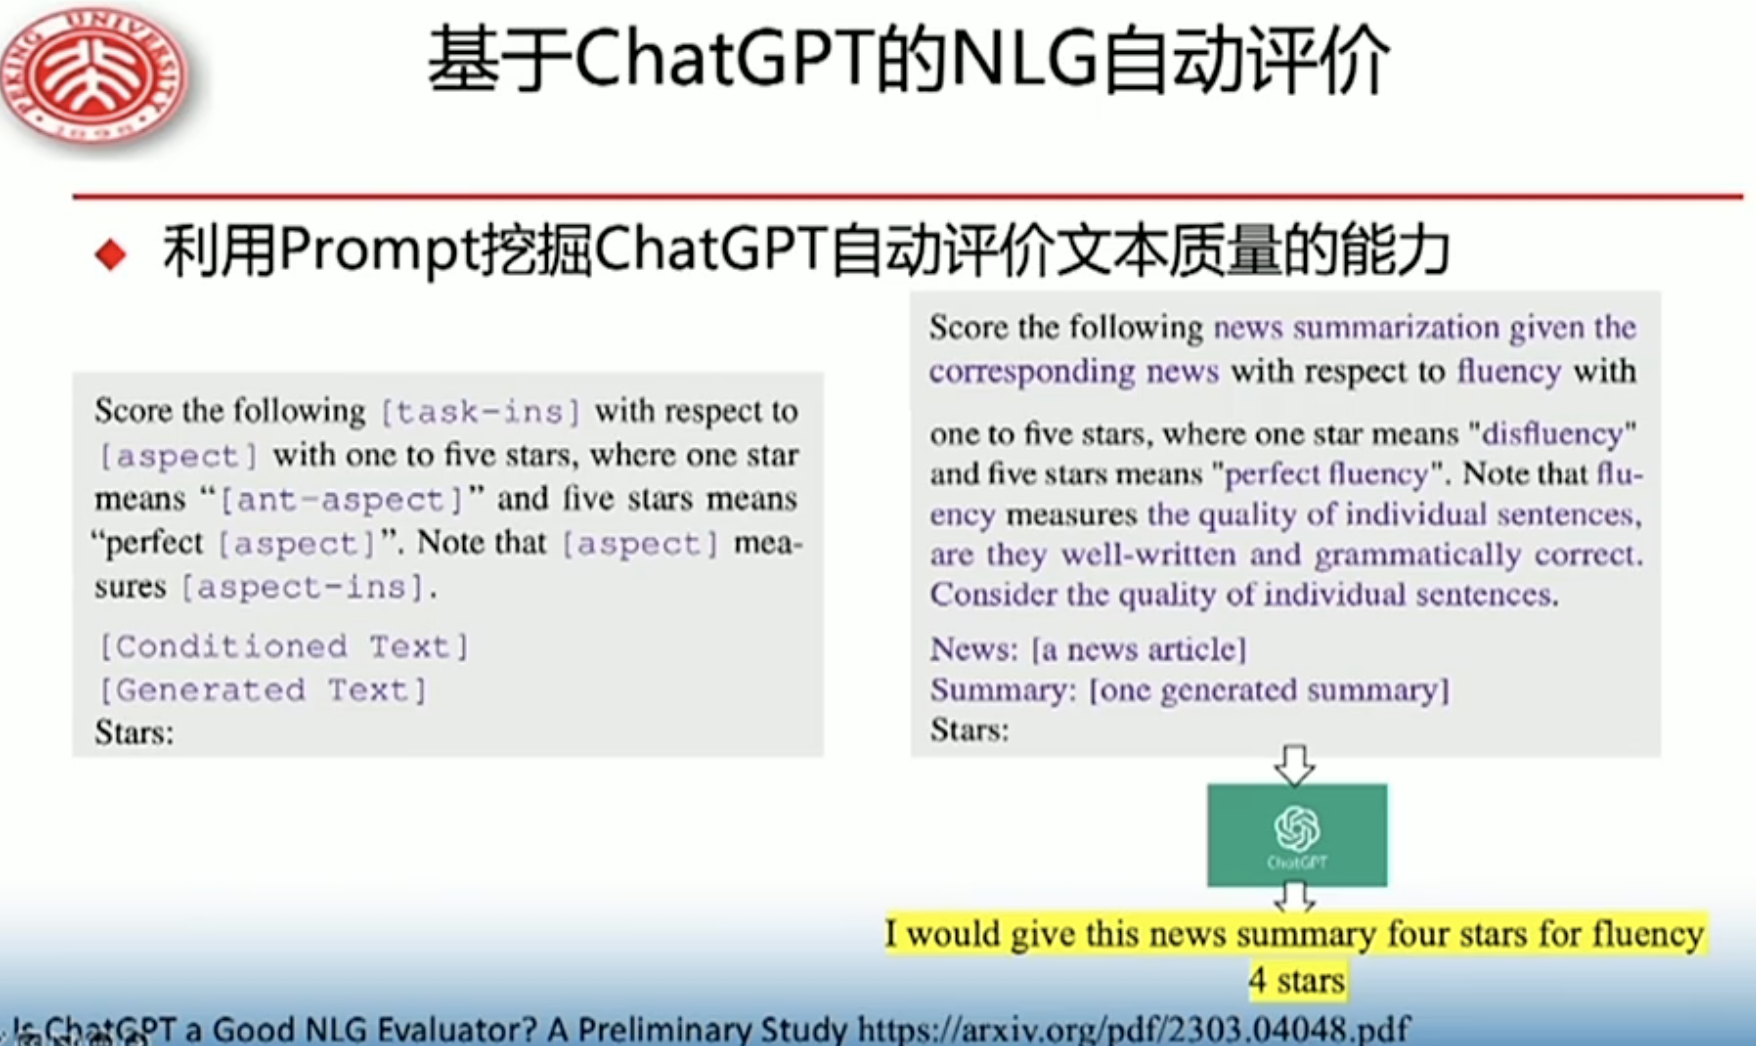 PEKING UNIVERSITY
1898
基于ChatGPT的NLG自动评价
利用Prompt挖掘ChatGPT自动评价文本质量的能力
Score the following [task-ins] with respect to
[aspect] with one to five stars, where one star
means “[ant-aspect]” and five stars means
“perfect [aspect]”. Note that [aspect] mea-
sures [aspect-ins].
[Conditioned Text]
[Generated Text]
Stars:
Score the following news summarization given the
corresponding news with respect to fluency with
one to five stars, where one star means "disfluency"
and five stars means "perfect fluency". Note that flu-
ency measures the quality of individual sentences,
are they well-written and grammatically correct.
Consider the quality of individual sentences.
News: [a news article]
Summary: [one generated summary]
Stars:
ChatGPT
I would give this news summary four stars for fluency
4 stars
Is ChatGPT a Good NLG Evaluator? A Preliminary Study https://arxiv.org/pdf/2303.04048.pdf